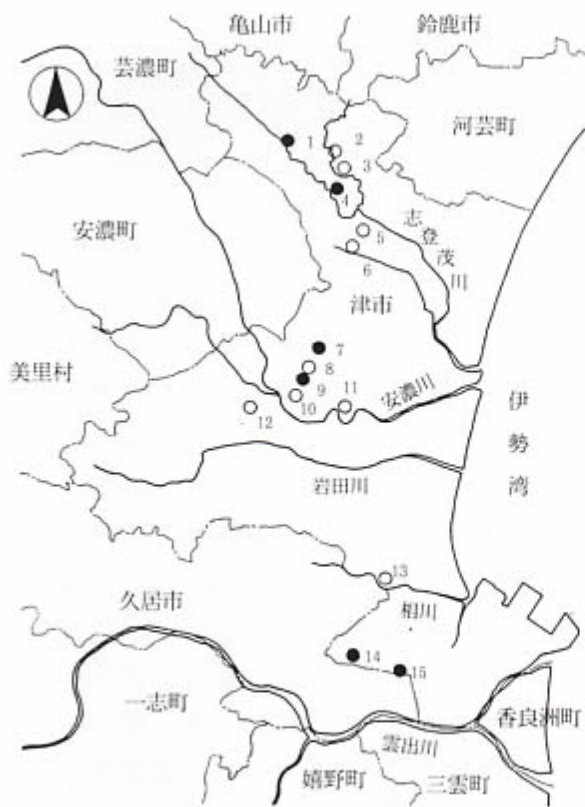 亀山市
鈴鹿市
芸濃町
河芸町
1
2
3
4
安濃町
志登茂川
5
6
津市
7
美里村
8
9
10
11
安濃川
12
伊勢湾
岩田川
13
久居市
相川
14
15
一志町
香良洲町
雲出川
嬉野町
三雲町